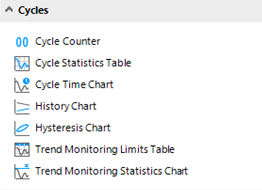 Cycles
Cycle Counter
Cycle Statistics Table
Cycle Time Chart
History Chart
Hysteresis Chart
Trend Monitoring Limits Table
Trend Monitoring Statistics Chart